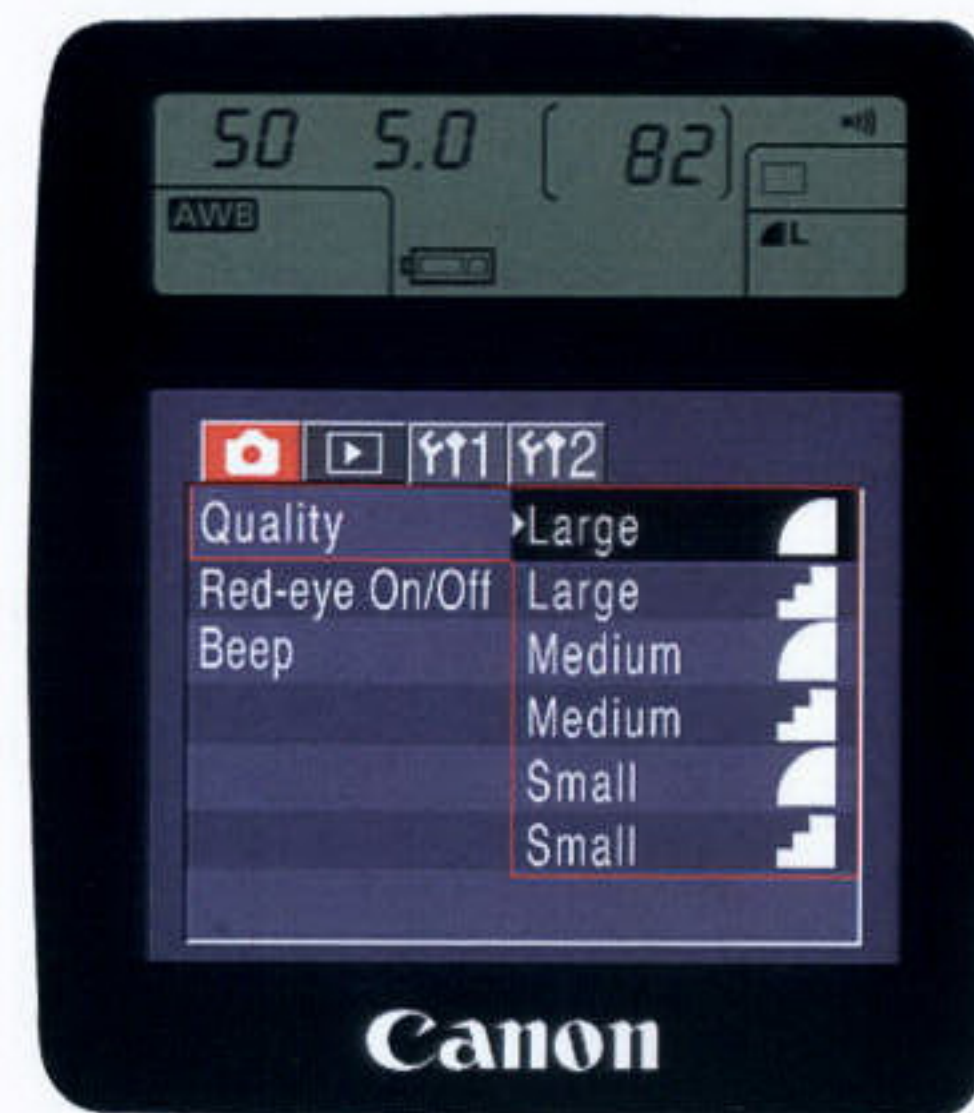 50 5.0 [ 82]
AWB
L
1 2
Quality Large
Red-eye On/Off Large
Beep Medium
Medium
Small
Small
Canon